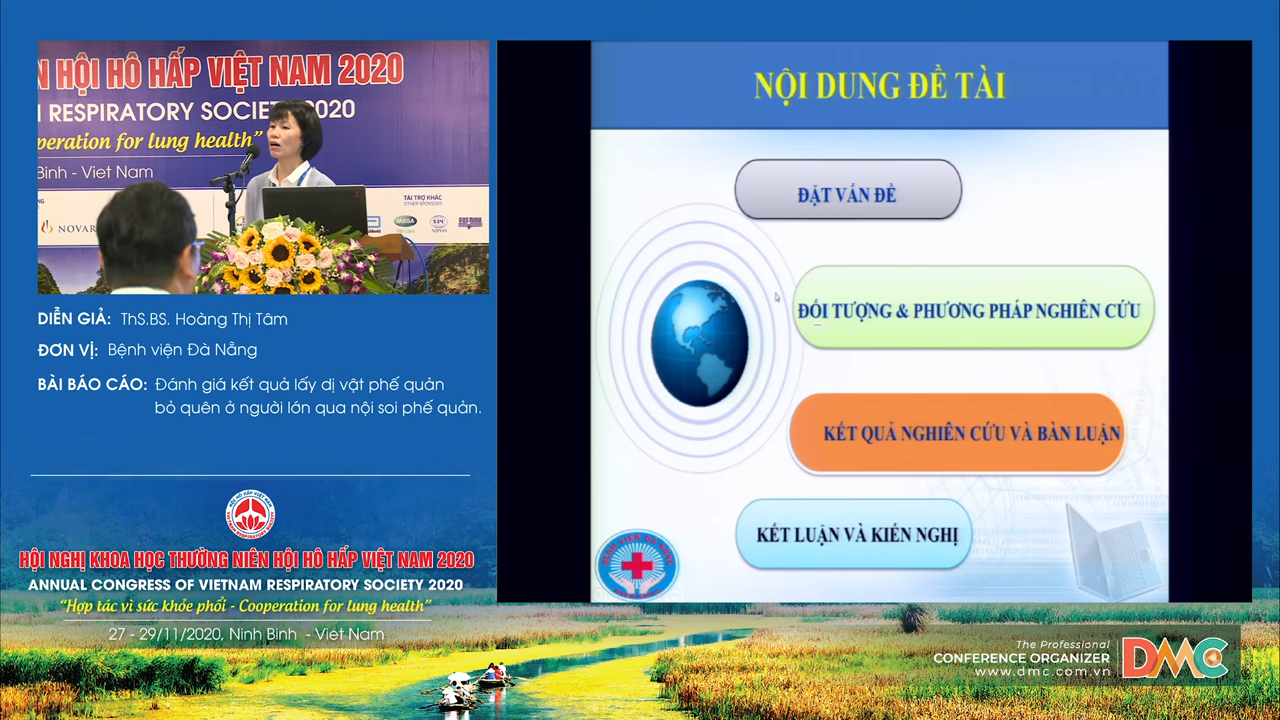 N HỘI HÔ HẤP VIỆT NAM 2020
RESPIRATORY SOCIETY 2020
peration for lung health”
Binh - Viet Nam
TÀI TRỢ KHÁC
OTHER SPONSORS
NOVAR
MEGA
DIỄN GIẢ: ThS.BS. Hoàng Thị Tâm
ĐƠN VỊ: Bệnh viện Đà Nẵng
BÀI BÁO CÁO: Đánh giá kết quả lấy dị vật phế quản
bỏ quên ở người lớn qua nội soi phế quản.
HỘI NGHỊ KHOA HỌC THƯỜNG NIÊN HỘI HÔ HẤP VIỆT NAM 2020
ANNUAL CONGRESS OF VIETNAM RESPIRATORY SOCIETY 2020
“Hợp tác vì sức khỏe phổi - Cooperation for lung health”
27 - 29/11/2020, Ninh Binh - Viet Nam
NỘI DUNG ĐỀ TÀI
ĐẶT VẤN ĐỀ
ĐỐI TƯỢNG & PHƯƠNG PHÁP NGHIÊN CỨU
KẾT QUẢ NGHIÊN CỨU VÀ BÀN LUẬN
KẾT LUẬN VÀ KIẾN NGHỊ
The Professional
CONFERENCE ORGANIZER
www.dmc.com.vn
DMC